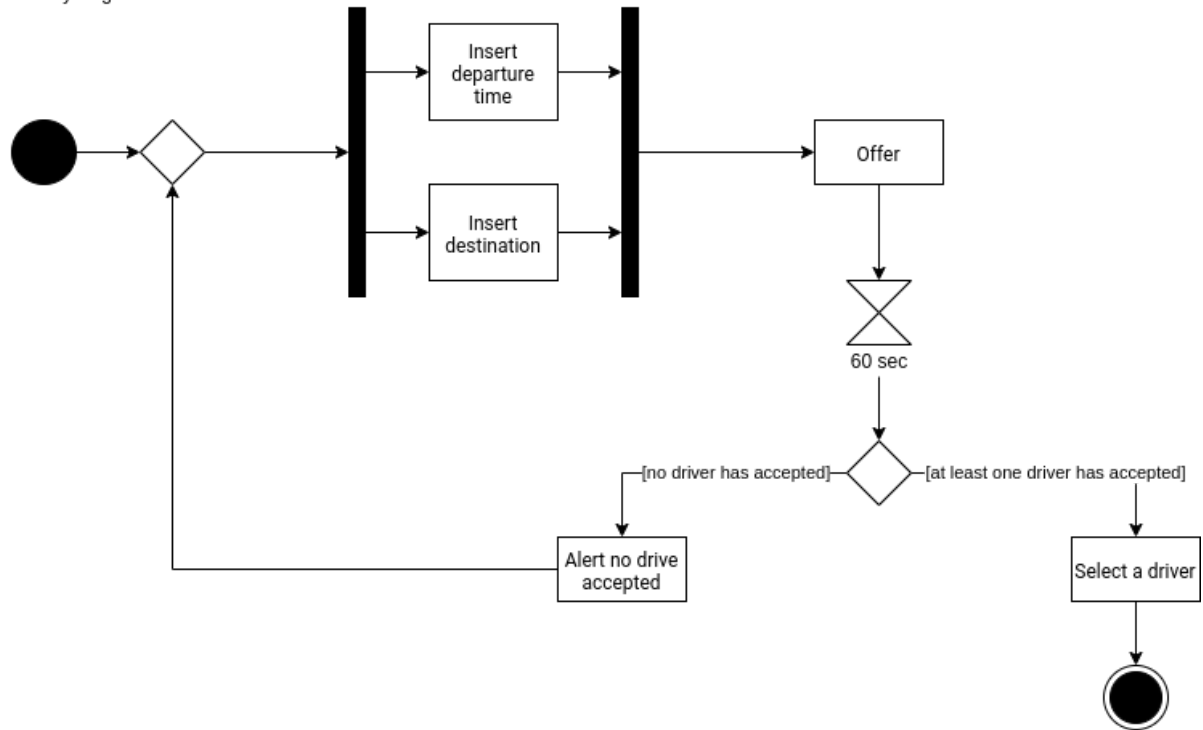 Insert
departure
time
Insert
destination
Offer
60 sec
[no driver has accepted]
[at least one driver has accepted]
Alert no drive
accepted
Select a driver